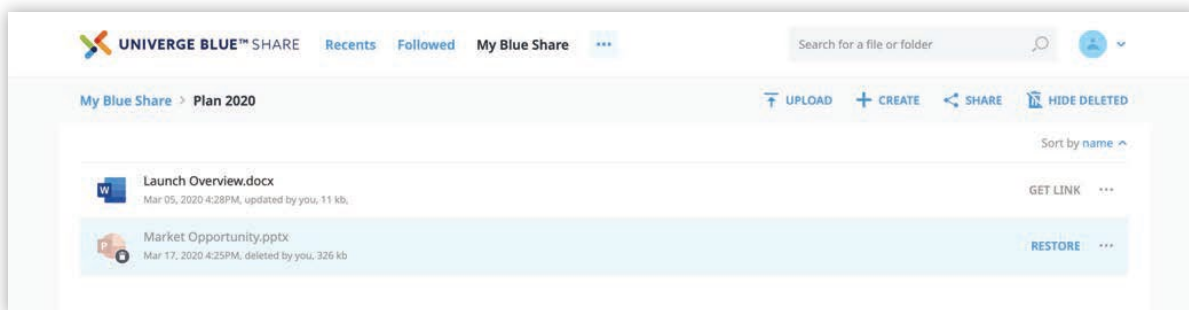 UNIVERGE BLUE™ SHARE Recents Followed My Blue Share ··· Search for a file or folder
My Blue Share > Plan 2020 UPLOAD + CREATE SHARE HIDE DELETED
Sort by name
W Launch Overview.docx
Mar 05, 2020 4:28PM, updated by you, 11 kb,
GET LINK ···
P Market Opportunity.pptx
Mar 17, 2020 4:25PM, deleted by you, 326 kb
RESTORE ···